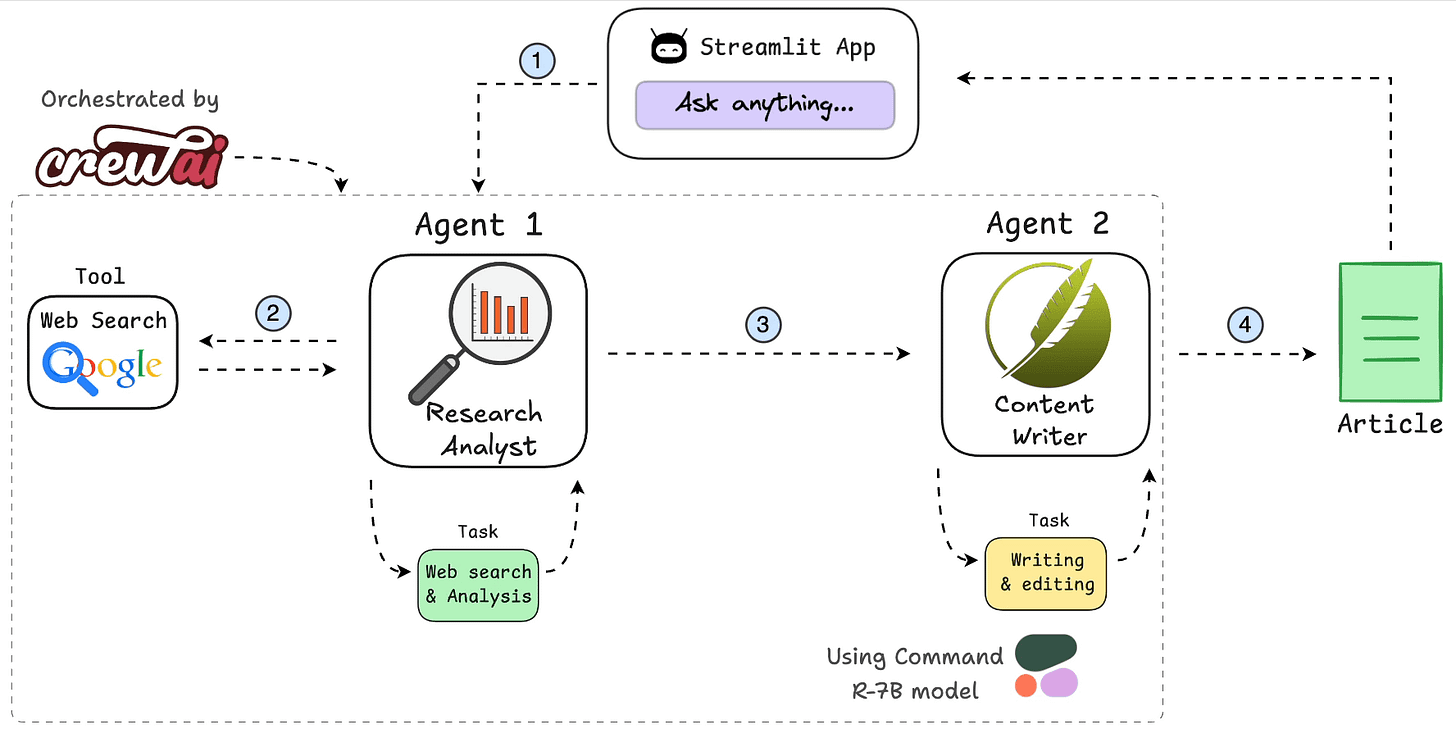 Streamlit App
Ask anything...
1
Orchestrated by
crewai
Agent 1
Agent 2
Tool
Web Search
Google
2
3
4
Research
Analyst
Content
Writer
Article
Task
Web search
& Analysis
Task
Writing
& editing
Using Command
R-7B model